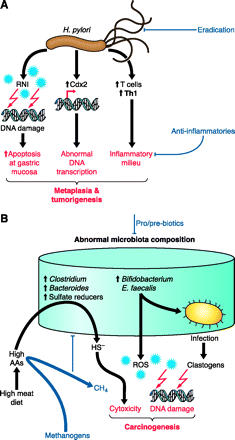 A
H. pylori
Eradication
RNI
↑Cdx2
↑T cells
↑Th1
DNA damage
Anti-inflammatories
↑Apoptosis
at gastric
mucosa
Abnormal
DNA
transcription
Inflammatory
milieu
Metaplasia &
tumorigenesis
B
Pro/pre-biotics
Abnormal microbiota composition
↑Clostridium
↑Bacteroides
↑Sulfate reducers
↑Bifidobacterium
E. faecalis
HS⁻
ROS
Infection
High
AAs
Clastogens
CH₄
High meat
diet
Cytoxicity
DNA damage
Carcinogenesis
Methanogens